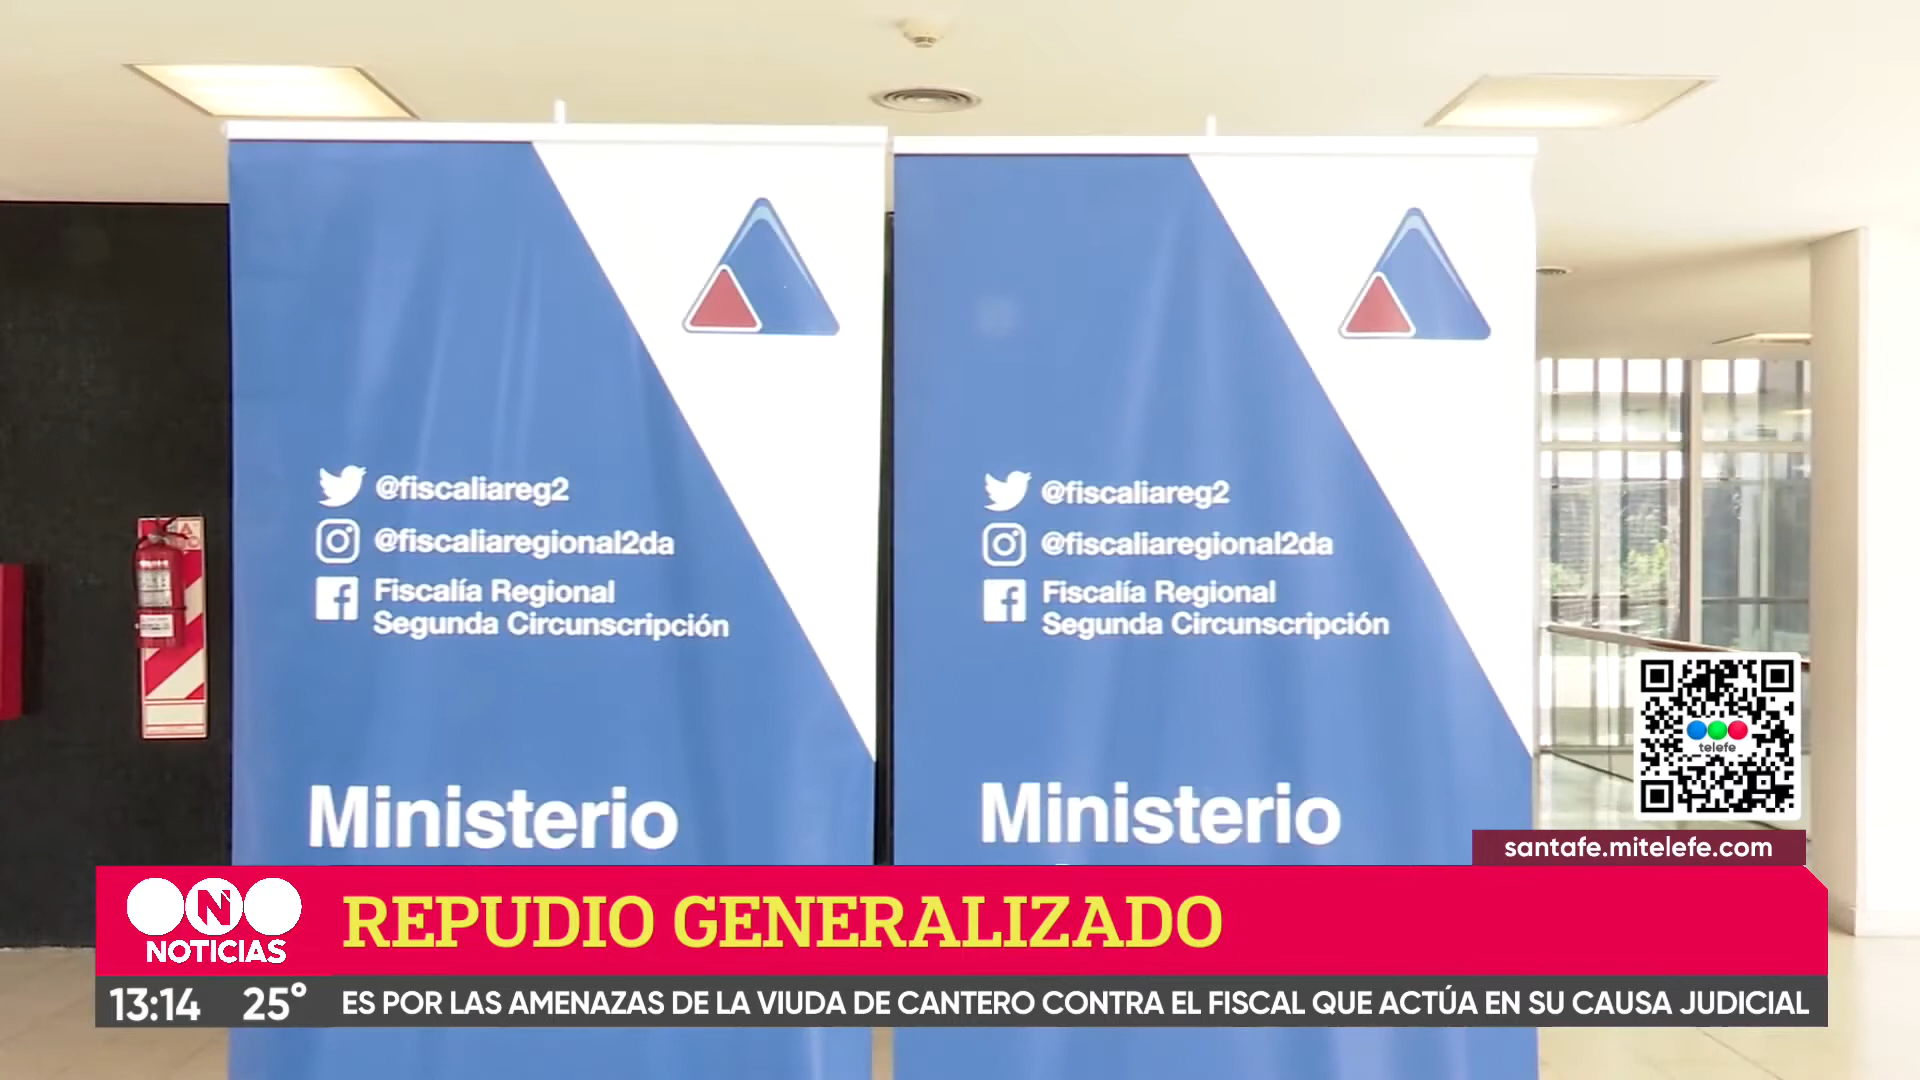 @fiscaliareg2
@fiscaliaregional2da
Fiscalía Regional
Segunda Circunscripción
Ministerio
@fiscaliareg2
@fiscaliaregional2da
Fiscalía Regional
Segunda Circunscripción
Ministerio
telefe
santafe.mitelefe.com
N
NOTICIAS
REPUDIO GENERALIZADO
13:14 25° ES POR LAS AMENAZAS DE LA VIUDA DE CANTERO CONTRA EL FISCAL QUE ACTÚA EN SU CAUSA JUDICIAL